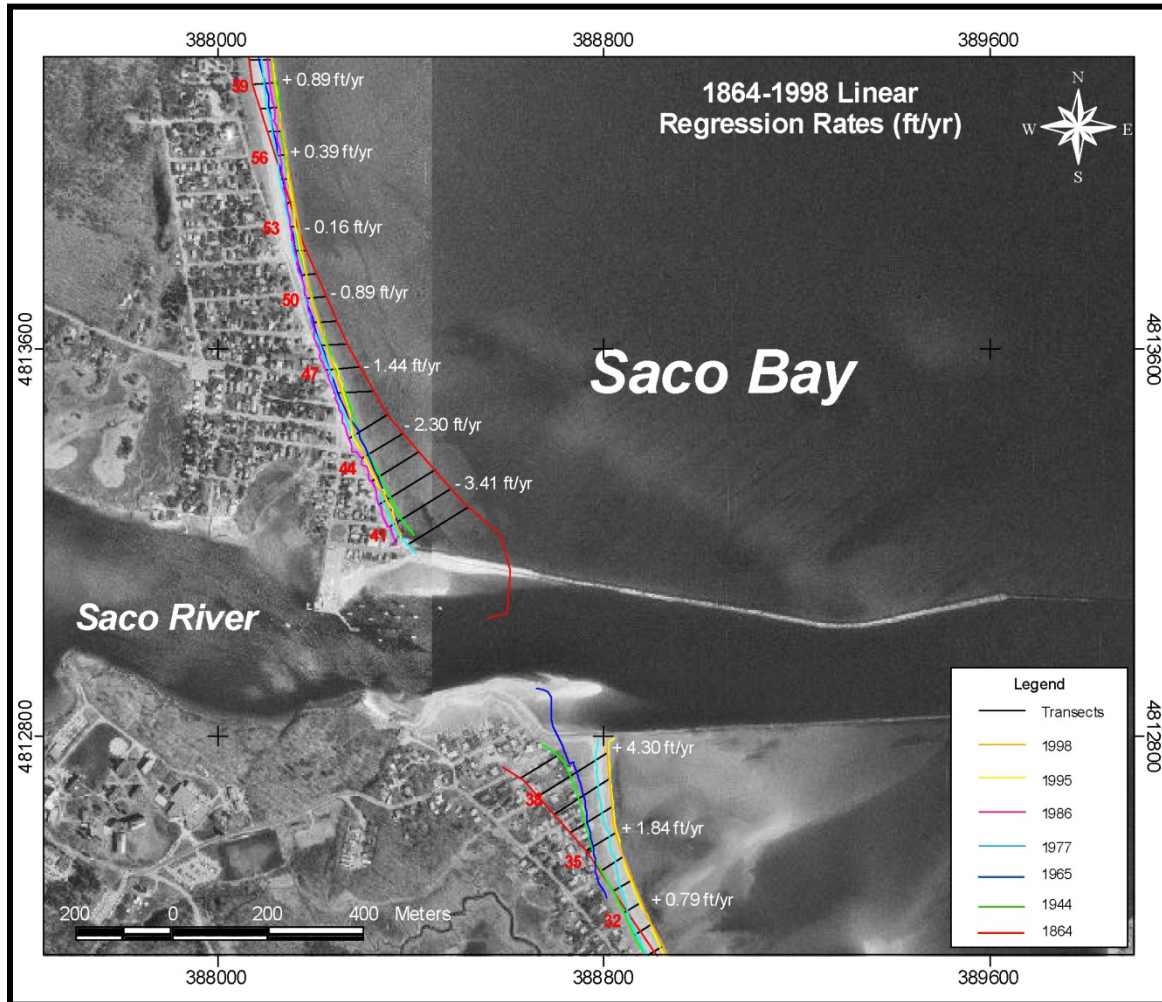 388000
388800
389600
1864-1998 Linear
Regression Rates (ft/yr)
N
W
E
S
59
+ 0.89 ft/yr
56
+ 0.39 ft/yr
53
- 0.16 ft/yr
50
- 0.89 ft/yr
4813600
4813600
47
- 1.44 ft/yr
Saco Bay
- 2.30 ft/yr
44
- 3.41 ft/yr
41
Saco River
4812800
4812800
+ 4.30 ft/yr
38
+ 1.84 ft/yr
35
+ 0.79 ft/yr
32
200 0 200 400 Meters
Legend
Transects
1998
1995
1986
1977
1965
1944
1864
388000
388800
389600